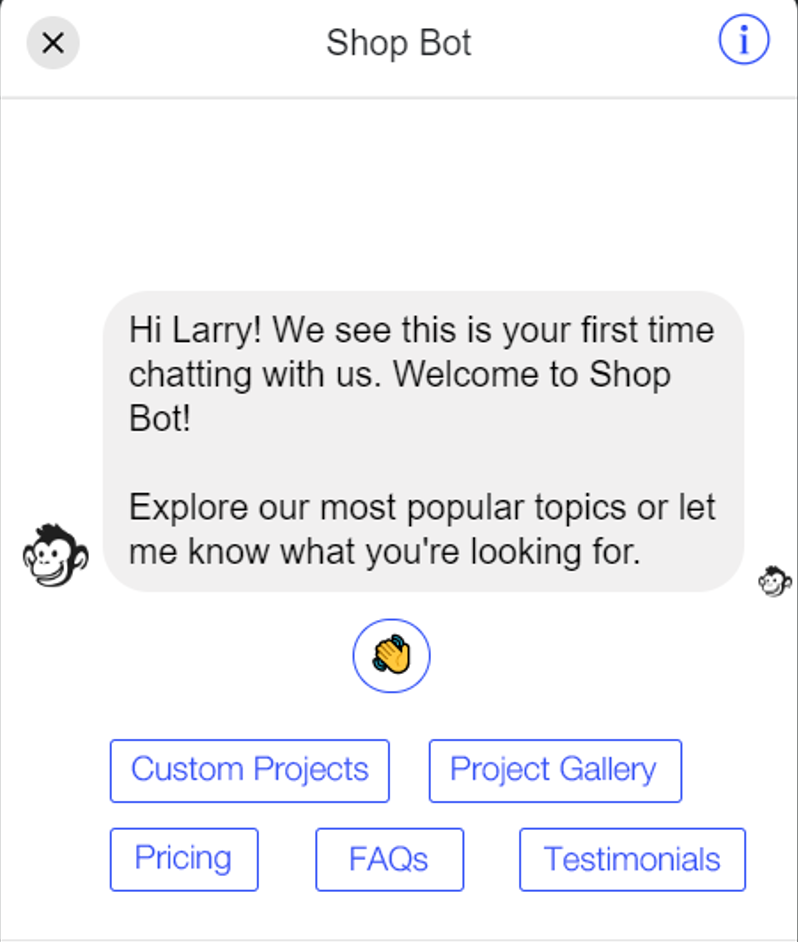 Shop Bot
i
Hi Larry! We see this is your first time
chatting with us. Welcome to Shop
Bot!
Explore our most popular topics or let
me know what you're looking for.
Custom Projects
Project Gallery
Pricing
FAQs
Testimonials